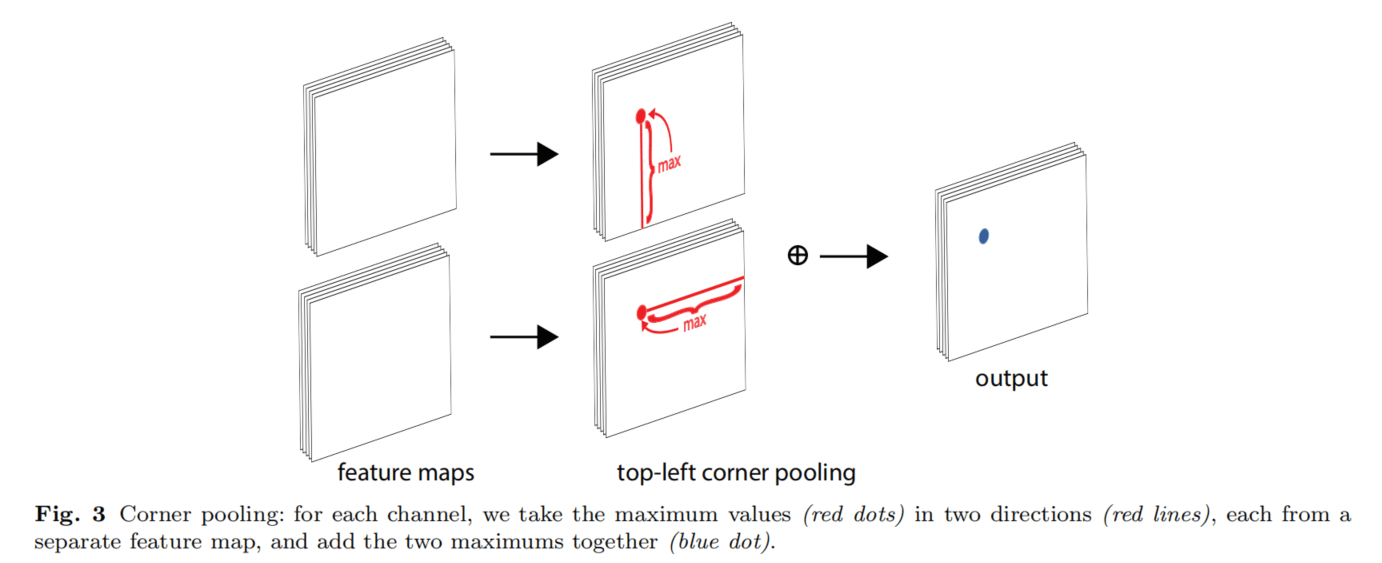 max
max
⊕
output
feature maps
top-left corner pooling
Fig. 3 Corner pooling: for each channel, we take the maximum values (red dots) in two directions (red lines), each from a
separate feature map, and add the two maximums together (blue dot).